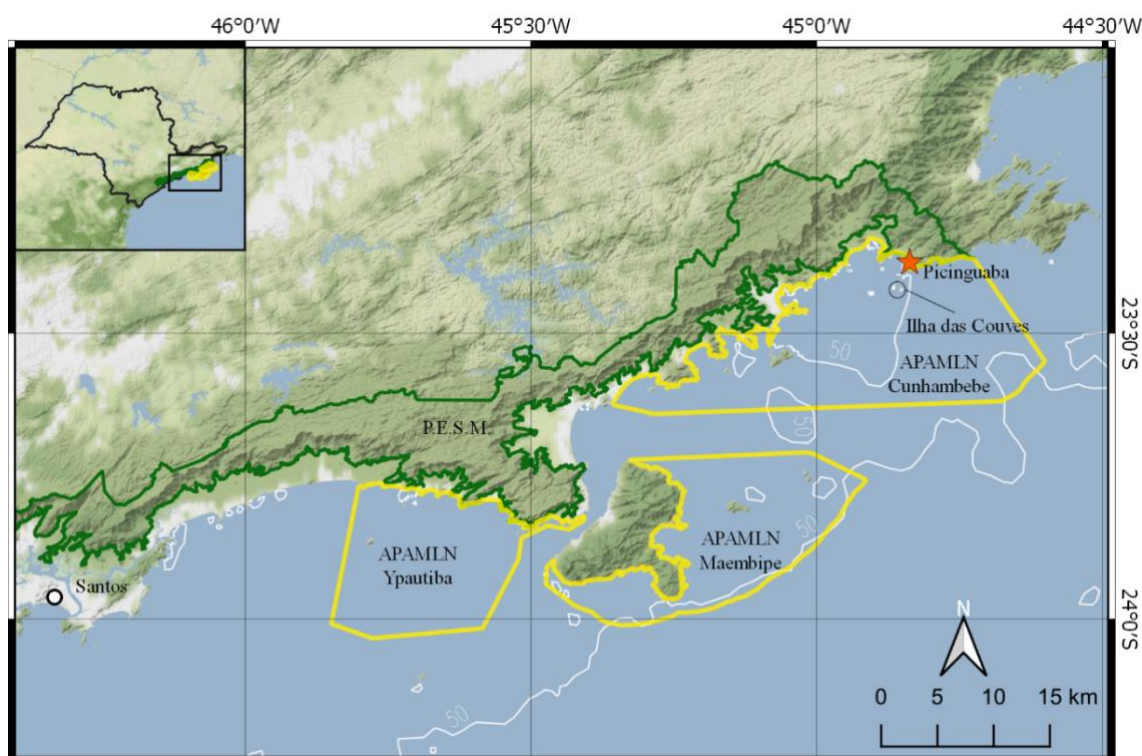 46°0'W
45°30'W
45°0'W
44°30'W
Picinguaba
Ilha das Couves
23°30'S
50
APAMLN
Cunhambebe
50
P.E.S.M.
APAMLN
Ypautiba
APAMLN
Maembipe
50
Santos
24°0'S
N
0 5 10 15 km
50